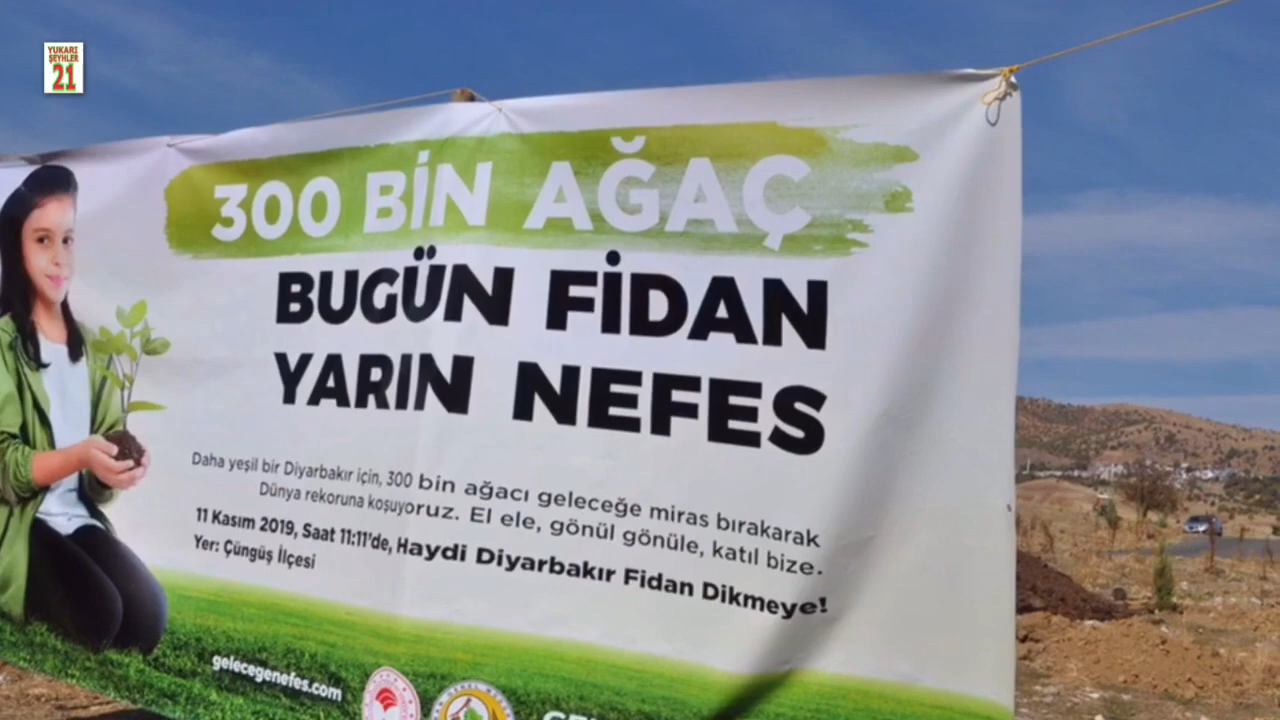 YUKARI
ŞEYHLER
21
300 BİN AĞAÇ
BUGÜN FİDAN
YARIN NEFES
Daha yeşil bir Diyarbakır için, 300 bin ağacı geleceğe miras bırakarak
Dünya rekoruna koşuyoruz. El ele, gönül gönüle, katıl bize.
11 Kasım 2019, Saat 11:11'de, Haydi Diyarbakır Fidan Dikmeye!
Yer: Çüngüş İlçesi
gelecegenefes.com